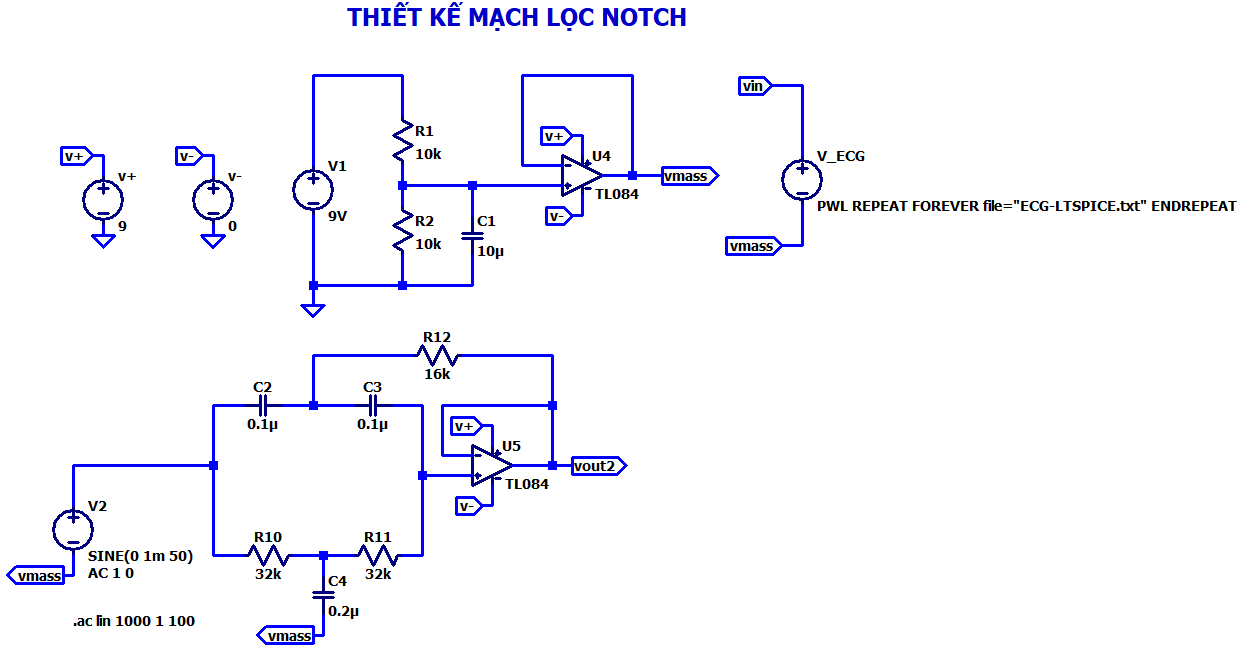 THIẾT KẾ MẠCH LỌC NOTCH
v+
v+
9
v-
v-
0
V1
9V
R1
10k
R2
10k
C1
10µ
v+
U4
TL084
v-
vmass
vin
V_ECG
PWL REPEAT FOREVER file="ECG-LTSPICE.txt" ENDREPEAT
vmass
R12
16k
C2
0.1µ
C3
0.1µ
v+
U5
TL084
v-
vout2
V2
SINE(0 1m 50)
AC 1 0
vmass
R10
32k
R11
32k
C4
0.2µ
vmass
.ac lin 1000 1 100